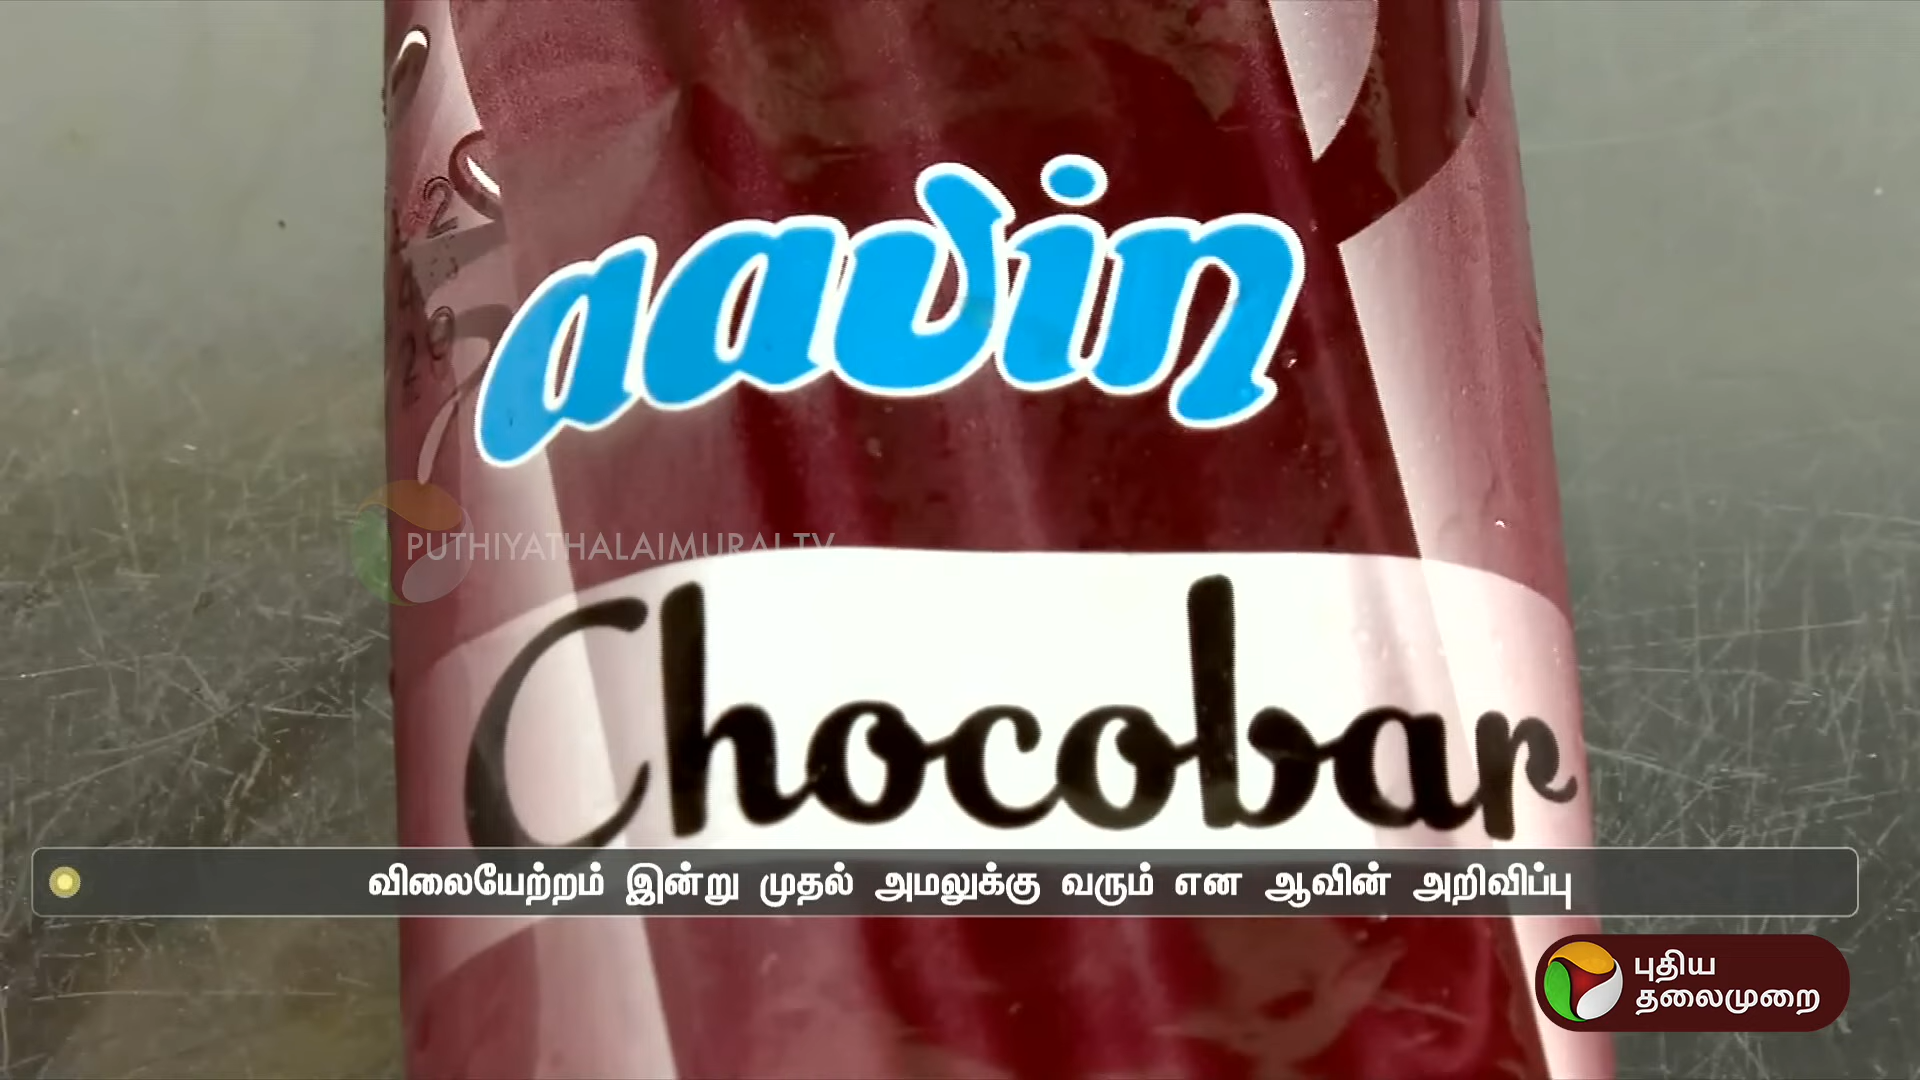 aavin
PUTHIYATHALAIMURAI TV
Chocobar
விலையேற்றம் இன்று முதல் அமலுக்கு வரும் என ஆவின் அறிவிப்பு
புதிய
தலைமுறை